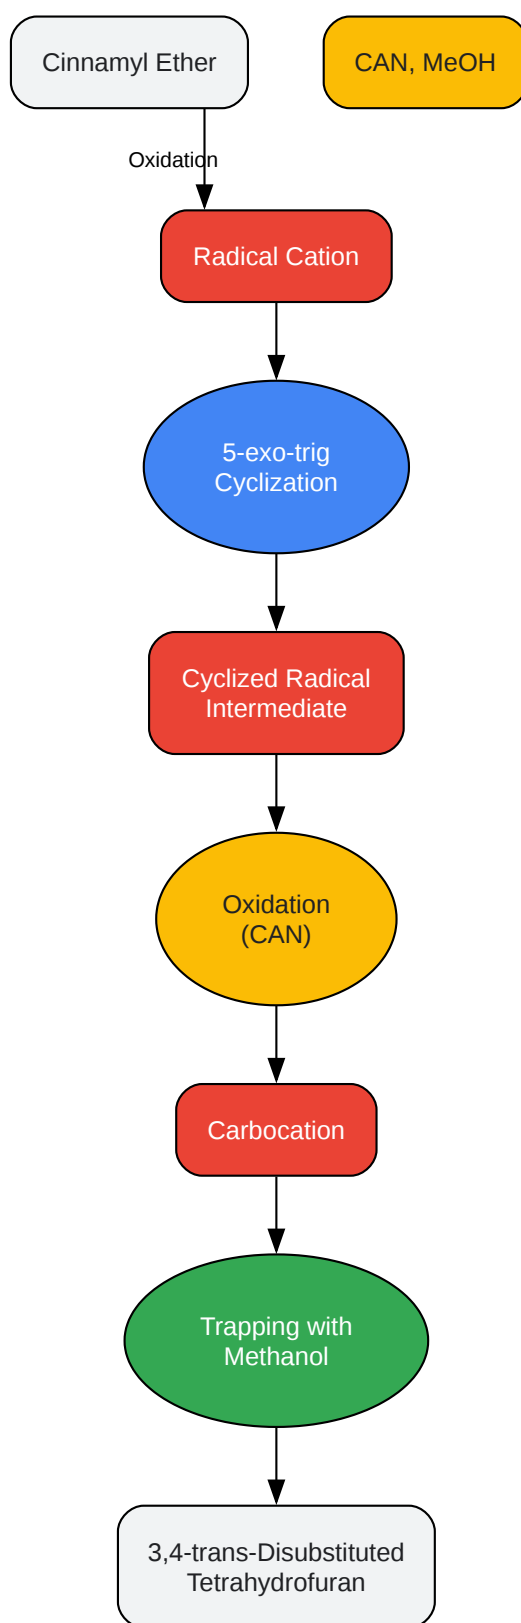 Cinnamyl Ether
CAN, MeOH
Oxidation
Radical Cation
5-exo-trig
Cyclization
Cyclized Radical
Intermediate
Oxidation
(CAN)
Carbocation
Trapping with
Methanol
3,4-trans-Disubstituted
Tetrahydrofuran